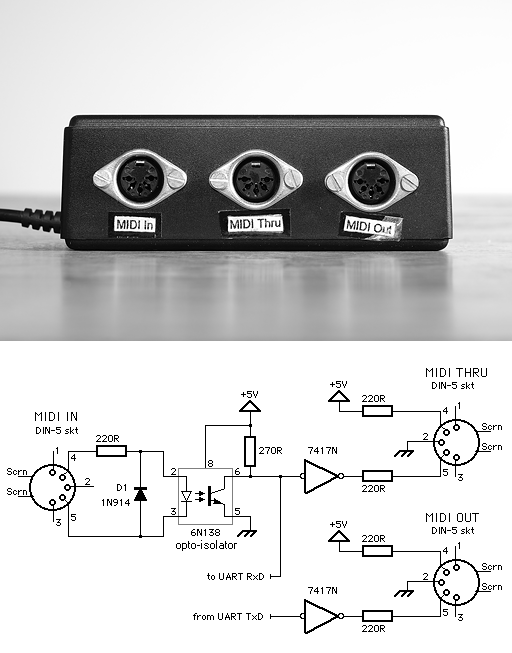 MIDI In
MIDI Thru
MIDI Out
MIDI THRU
DIN-5 skt
+5V
220R
4
1
Scrn
2
Scrn
5
3
220R
7417N
+5V
270R
8
6
MIDI IN
DIN-5 skt
220R
1
4
Scrn
2
Scrn
5
3
D1
1N914
2
3
5
6N138
opto-isolator
to UART RxD
from UART TxD
7417N
MIDI OUT
DIN-5 skt
+5V
220R
4
1
Scrn
2
Scrn
5
3
220R